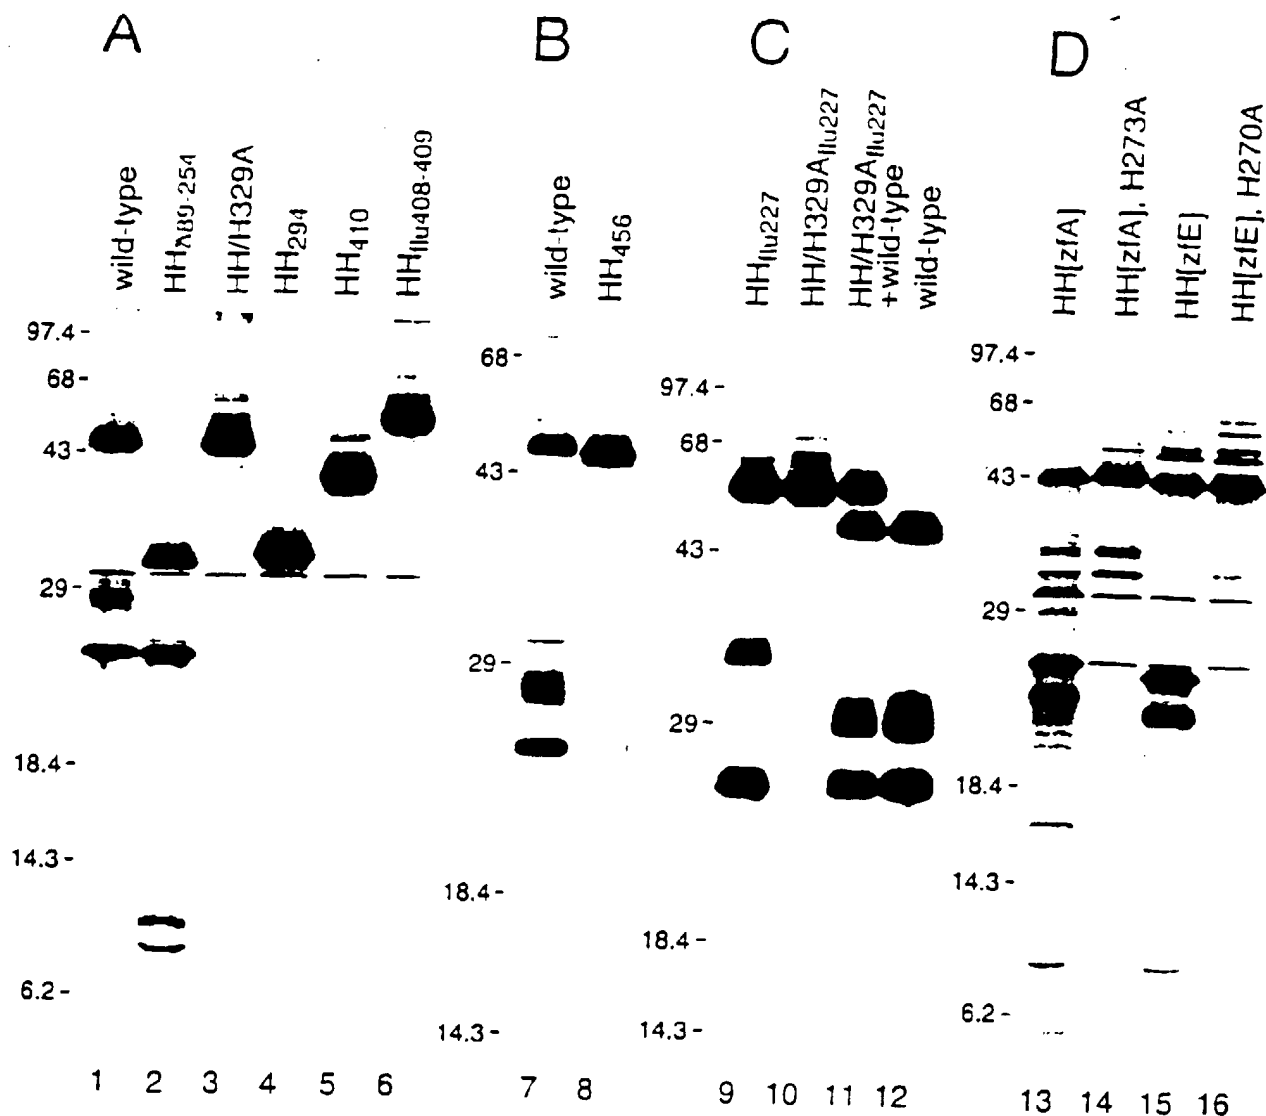 A
B
C
D
wild-type
HHΔ89-254
HH/H329A
HH294
HH410
HHflu408-409
wild-type
HH456
HHflu227
HH/H329Aflu227
HH/H329Aflu227
+wild-type
wild-type
HH[zfA]
HH[zfA], H273A
HH[zfE]
HH[zfE], H270A
97.4-
68-
43-
29-
18.4-
14.3-
6.2-
68-
43-
29-
18.4-
14.3-
97.4-
68-
43-
29-
18.4-
14.3-
97.4-
68-
43-
29-
18.4-
14.3-
6.2-
1 2 3 4 5 6
7 8
9 10 11 12
13 14 15 16